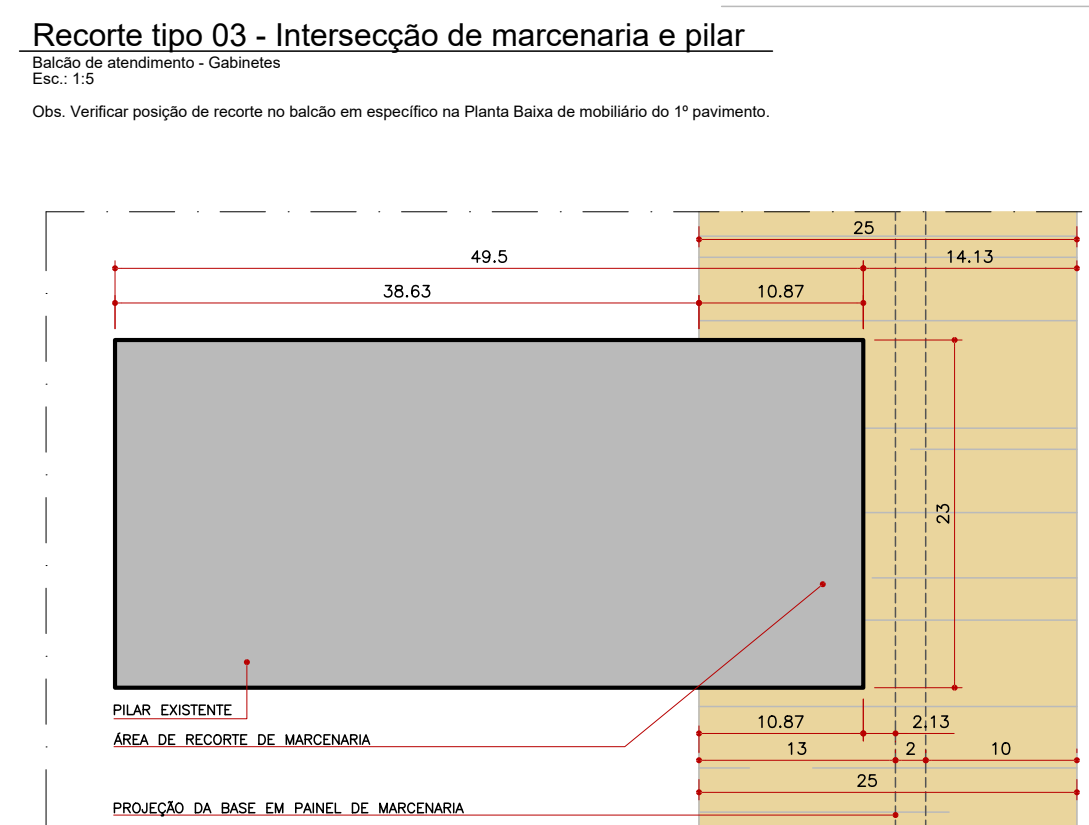 Recorte tipo 03 - Intersecção de marcenaria e pilar
Balcão de atendimento - Gabinetes
Esc.: 1:5
Obs. Verificar posição de recorte no balcão em específico na Planta Baixa de mobiliário do 1º pavimento.
25
49.5
14.13
38.63
10.87
23
PILAR EXISTENTE
10.87
2.13
ÁREA DE RECORTE DE MARCENARIA
13
2
10
25
PROJEÇÃO DA BASE EM PAINEL DE MARCENARIA